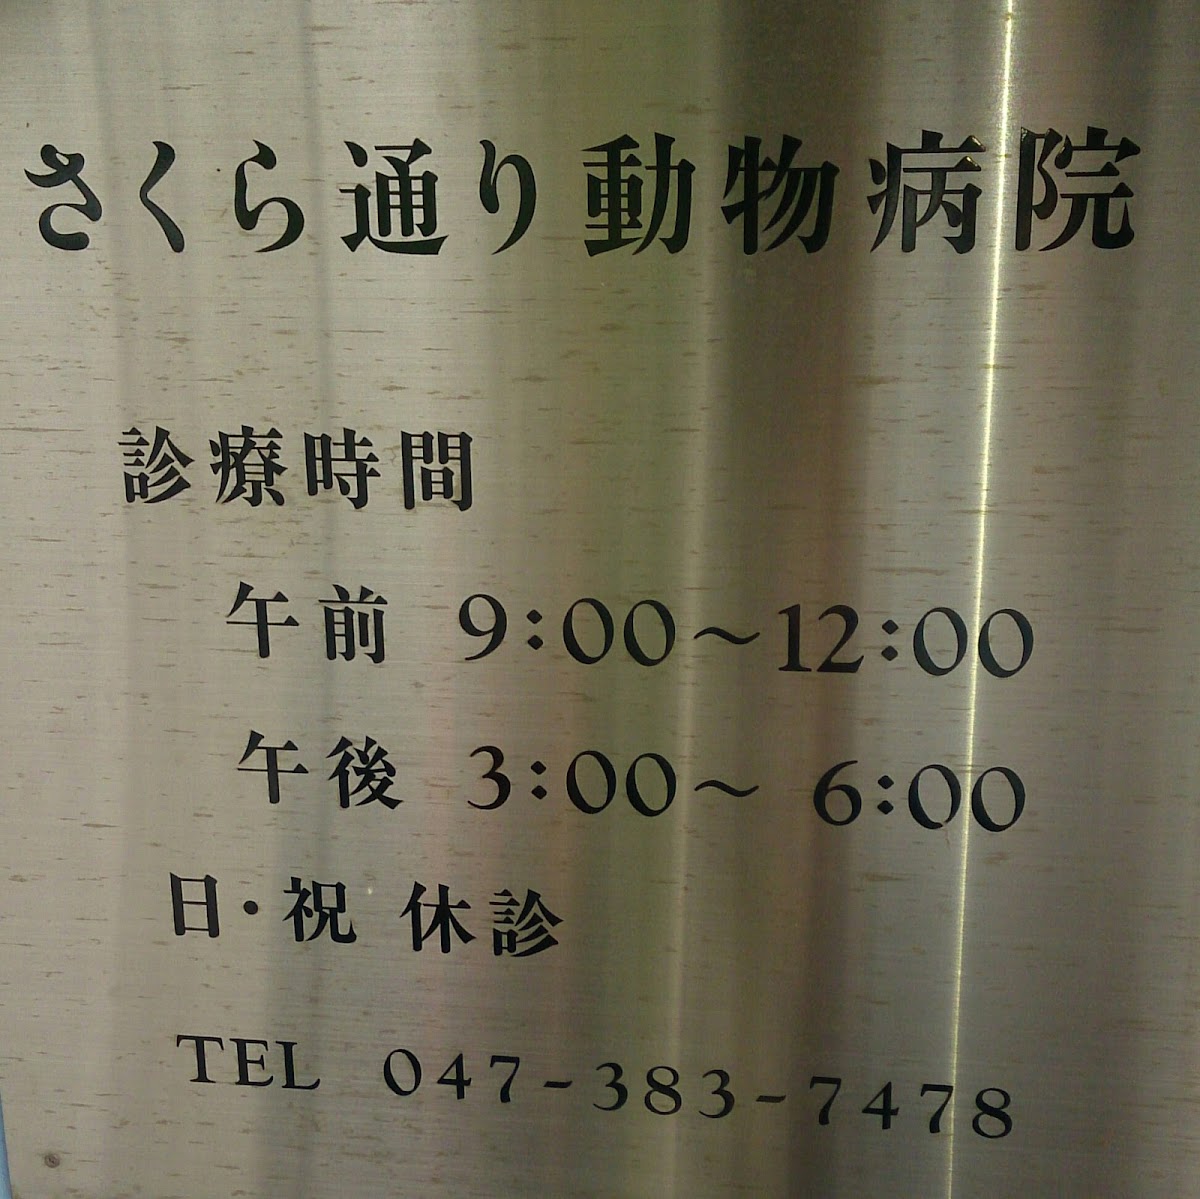 さくら通り動物病院
診療時間
午前 9:00〜12:00
午後 3:00〜 6:00
日・祝 休診
TEL 047-383-7478